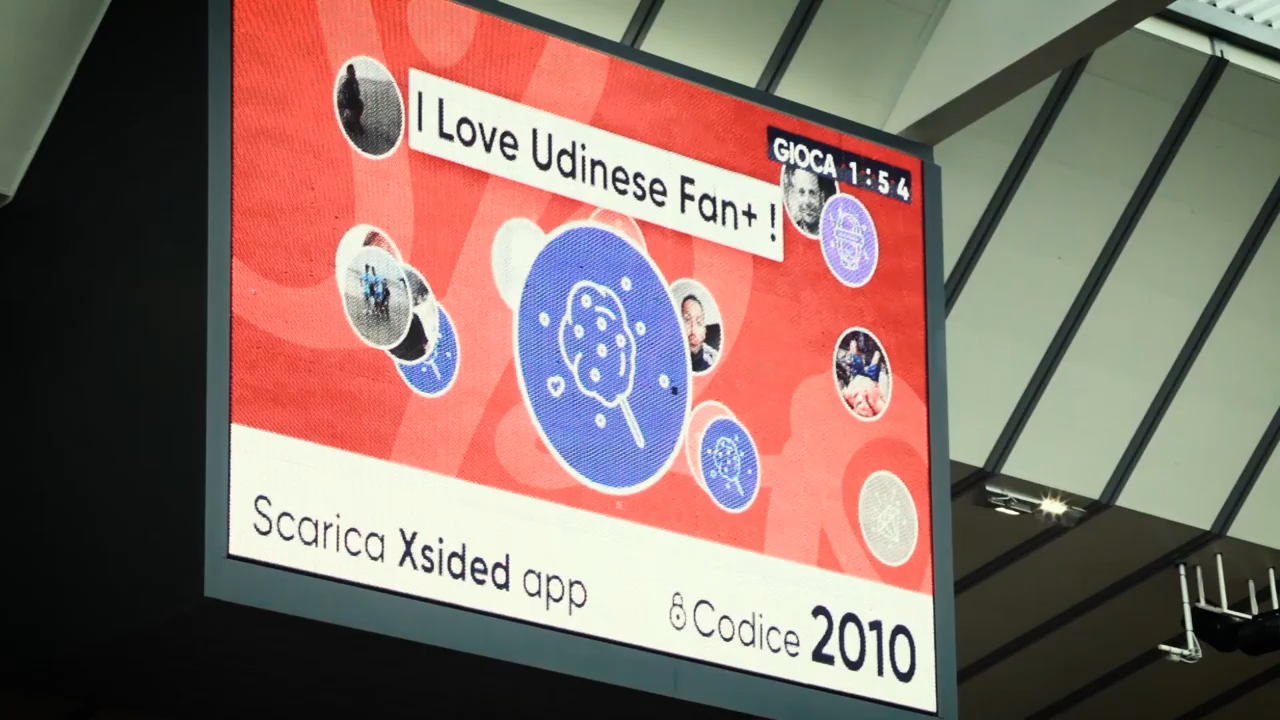 I Love Udinese Fan+ !
GIOCA 1:54
Scarica Xsided app
Codice 2010